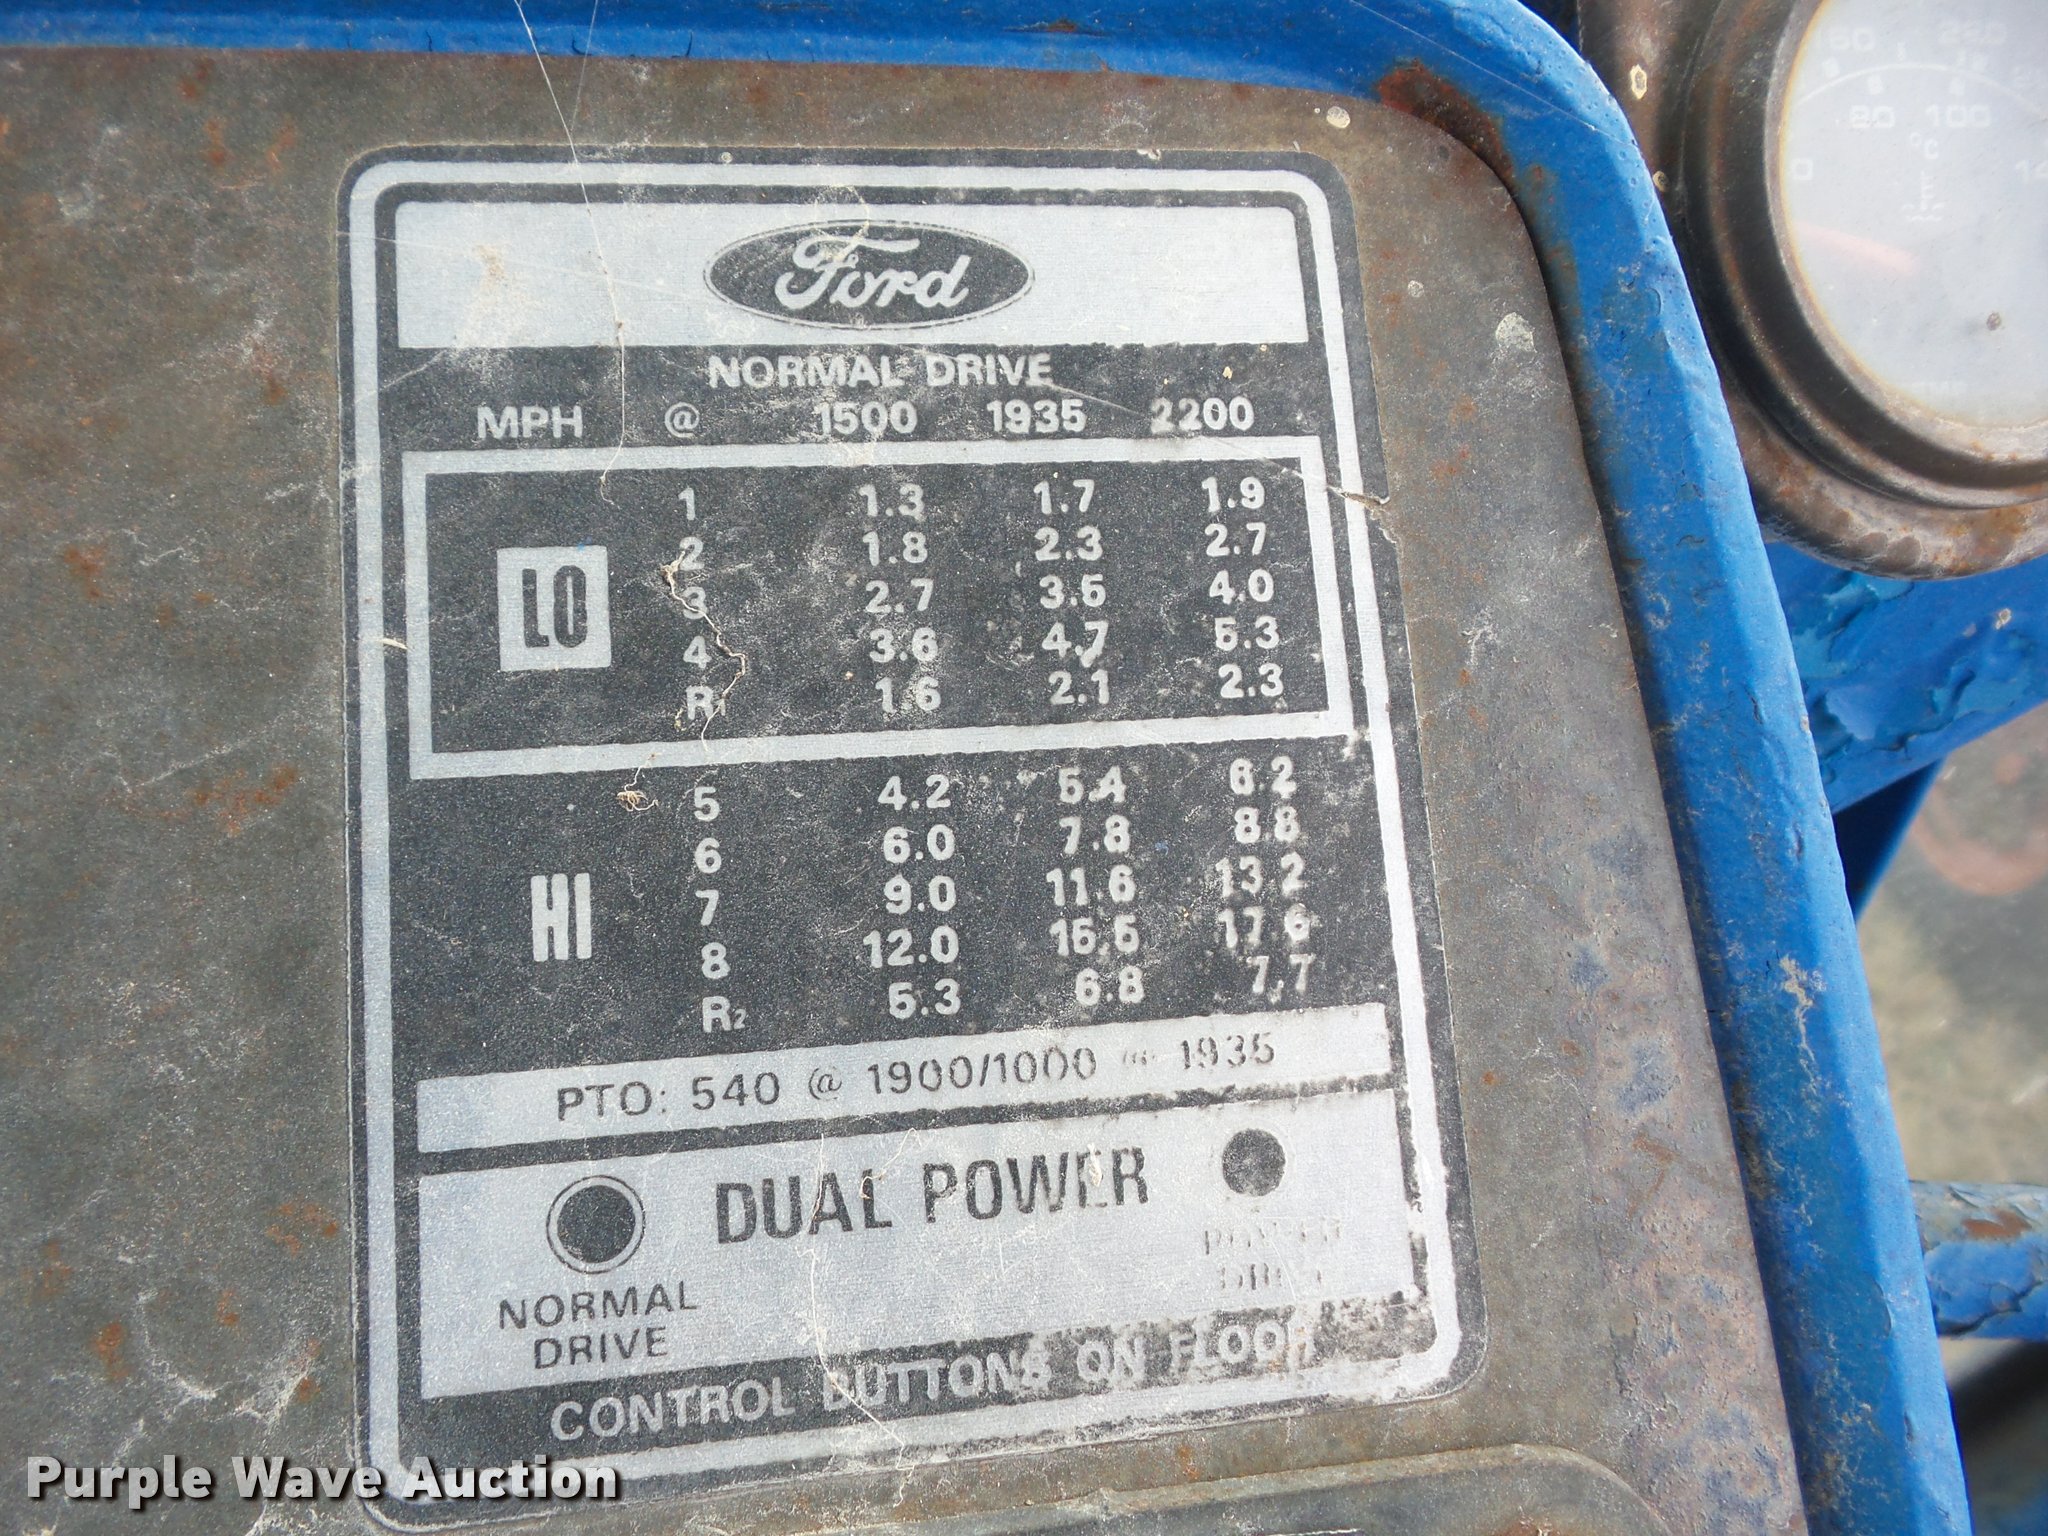 Ford
NORMAL DRIVE
MPH @ 1500 1935 2200
LO
1 1.3 1.7 1.9
2 1.8 2.3 2.7
3 2.7 3.5 4.0
4 3.6 4.7 5.3
R1 1.6 2.1 2.3
HI
5 4.2 5.4 6.2
6 6.0 7.8 8.8
7 9.0 11.6 13.2
8 12.0 15.5 17.6
R2 5.3 6.8 7.7
PTO: 540 @ 1900/1000 @ 1935
DUAL POWER
NORMAL
DRIVE
POWER
CONTROL BUTTONS ON FLOOR
80 100
°C
Purple Wave Auction